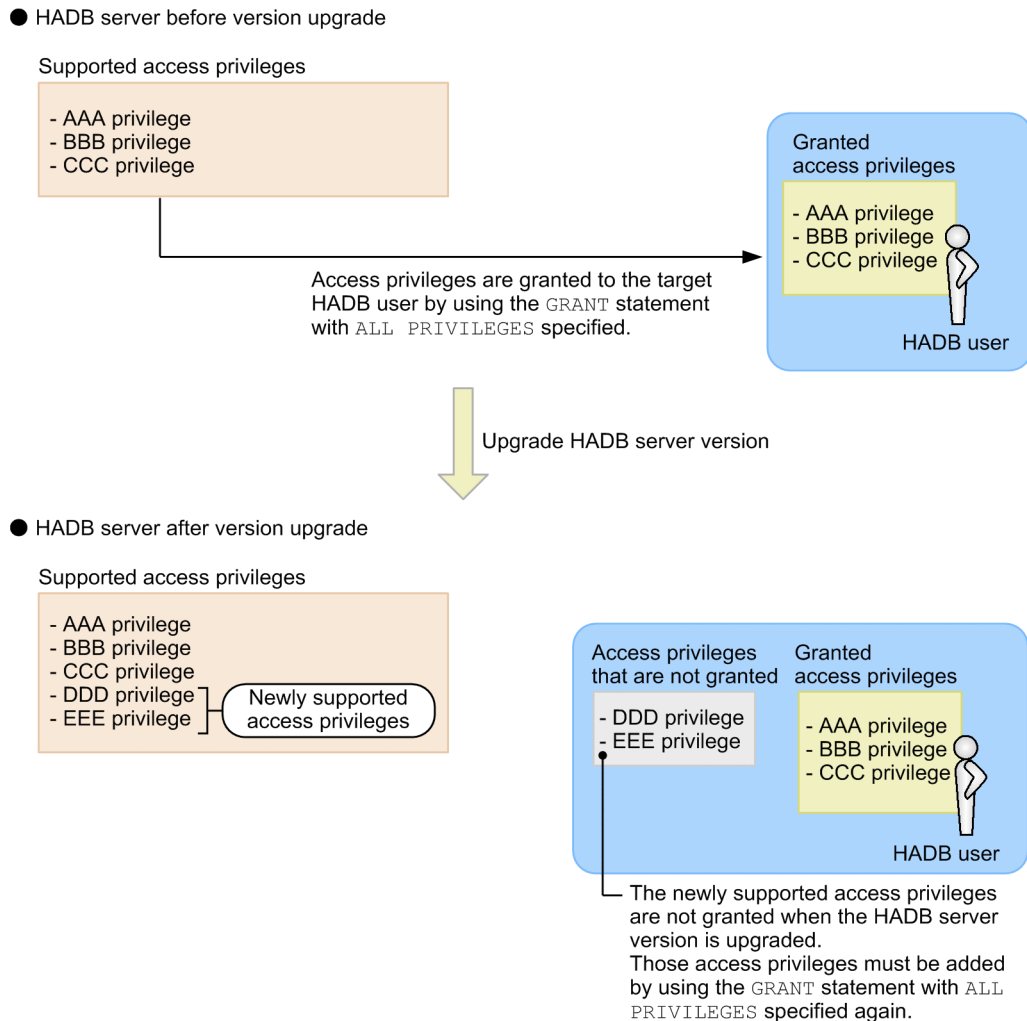 ● HADB server before version upgrade
Supported access privileges
- AAA privilege
- BBB privilege
- CCC privilege
Granted
access privileges
- AAA privilege
- BBB privilege
- CCC privilege
HADB user
Access privileges are granted to the target
HADB user by using the GRANT statement
with ALL PRIVILEGES specified.
Upgrade HADB server version
● HADB server after version upgrade
Supported access privileges
- AAA privilege
- BBB privilege
- CCC privilege
- DDD privilege
- EEE privilege
Newly supported
access privileges
Access privileges
that are not granted
- DDD privilege
- EEE privilege
Granted
access privileges
- AAA privilege
- BBB privilege
- CCC privilege
HADB user
The newly supported access privileges
are not granted when the HADB server
version is upgraded.
Those access privileges must be added
by using the GRANT statement with ALL
PRIVILEGES specified again.